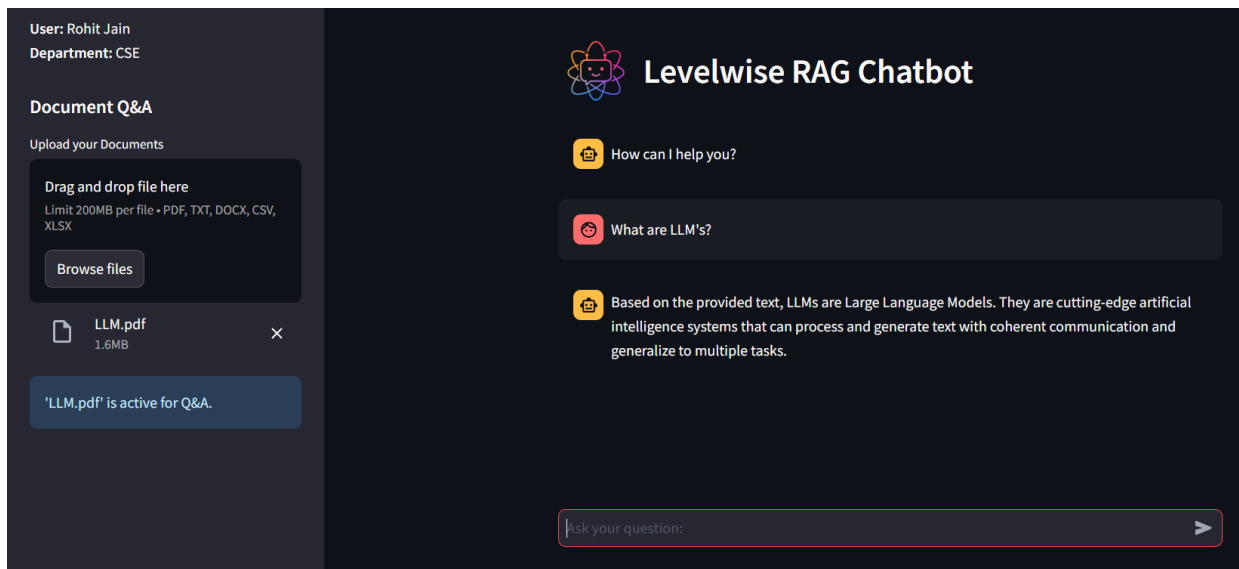 User: Rohit Jain
Department: CSE
Document Q&A
Upload your Documents
Drag and drop file here
Limit 200MB per file • PDF, TXT, DOCX, CSV,
XLSX
Browse files
LLM.pdf
1.6MB
'LLM.pdf' is active for Q&A.
Levelwise RAG Chatbot
How can I help you?
What are LLM's?
Based on the provided text, LLMs are Large Language Models. They are cutting-edge artificial
intelligence systems that can process and generate text with coherent communication and
generalize to multiple tasks.
Ask your question: